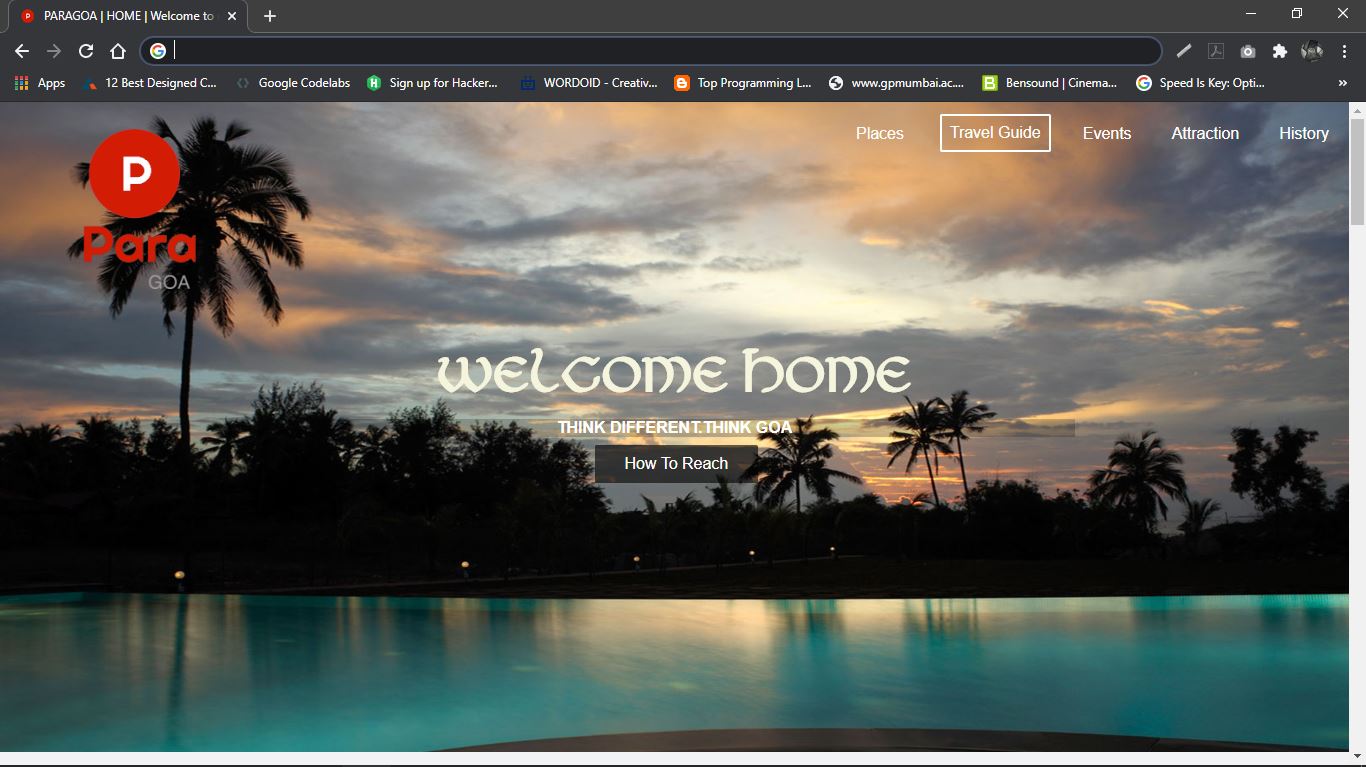 PARAGOA | HOME | Welcome to
Apps
12 Best Designed C...
Google Codelabs
Sign up for Hacker...
WORDOID - Creativ...
Top Programming L...
www.gpmumbai.ac....
Bensound | Cinema...
Speed Is Key: Opti...
Places
Travel Guide
Events
Attraction
History
P
Para
GOA
welcome home
THINK DIFFERENT.THINK GOA
How To Reach